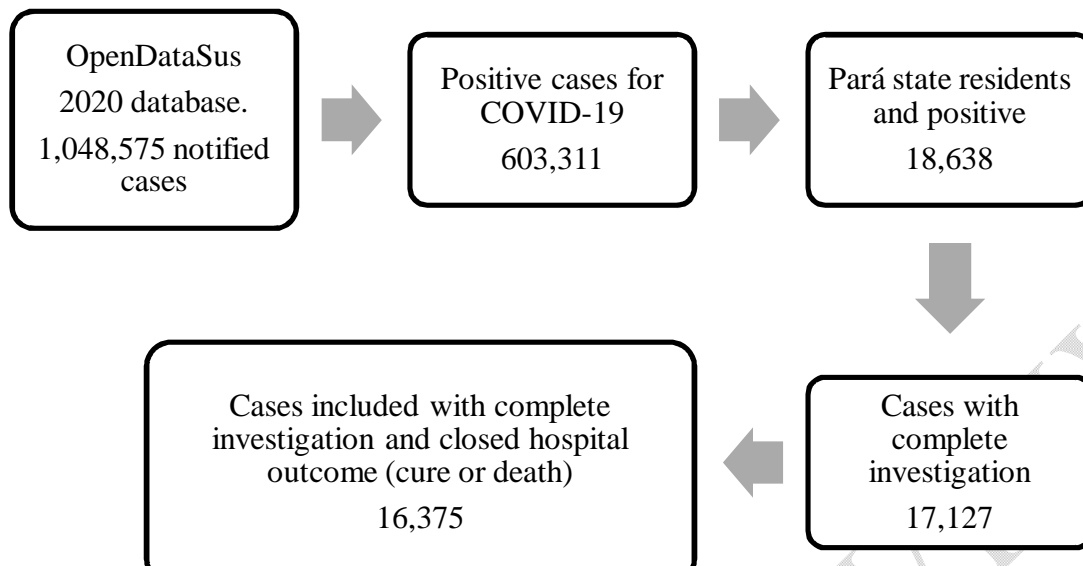 OpenDataSus
2020 database.
1,048,575 notified
cases
Positive cases for
COVID-19
603,311
Pará state residents
and positive
18,638
Cases with
complete
investigation
17,127
Cases included with complete
investigation and closed hospital
outcome (cure or death)
16,375